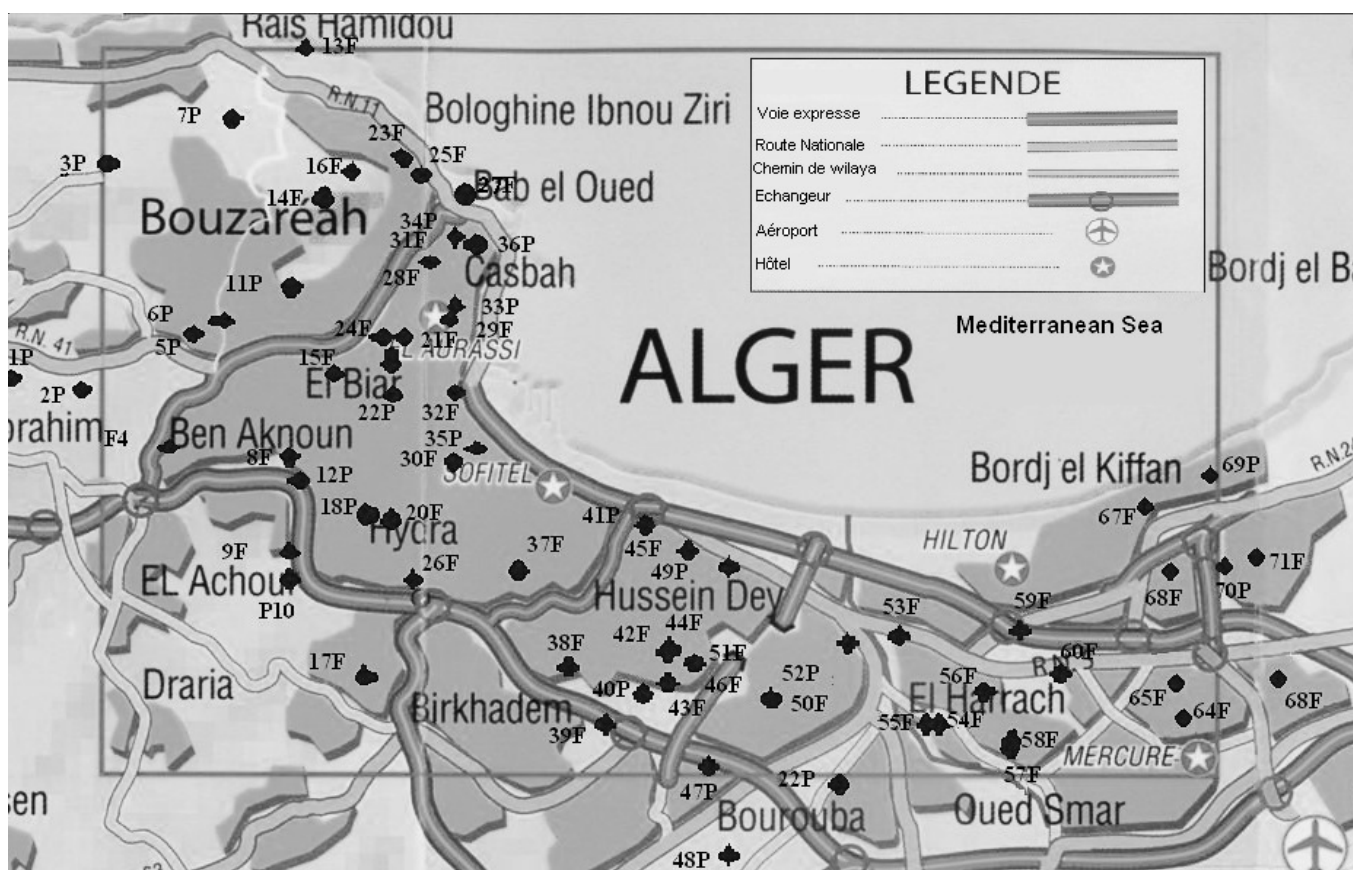 Rais Hamidou
13F
LEGENDE
Voie expresse
Route Nationale
Chemin de wilaya
Echangeur
Aéroport
Hôtel
R.N.11
7P
Bologhine Ibnou Ziri
23F
25F
3P
16F
14F
27F
Bab el Oued
Bouzareah
34P
31F
36P
28F
Casbah
Bordj el Ba
11P
33P
6P
R.N. 41
5P
24F
21F
29F
Mediterranean Sea
EL AURASSI
ALGER
1P
15F
El Biar
2P
22P
32F
orahim
F4
Ben Aknoun
35P
8F
30F
SOFITEL
12P
Bordj el Kiffan
69P
R.N.24
18P
20F
Hydra
41P
67F
45F
HILTON
9F
26F
37F
49P
71F
EL Achour
P10
Hussein Dey
68F
70P
53F
59F
44F
42F
38F
51F
52P
60F
R.N.5
17F
46F
56F
Draria
40P
43F
50F
El Harrach
65F
68F
Birkhadem
39F
55F
54F
64F
58F
MERCURE
57F
47P
22P
sen
Bourouba
Oued Smar
48P